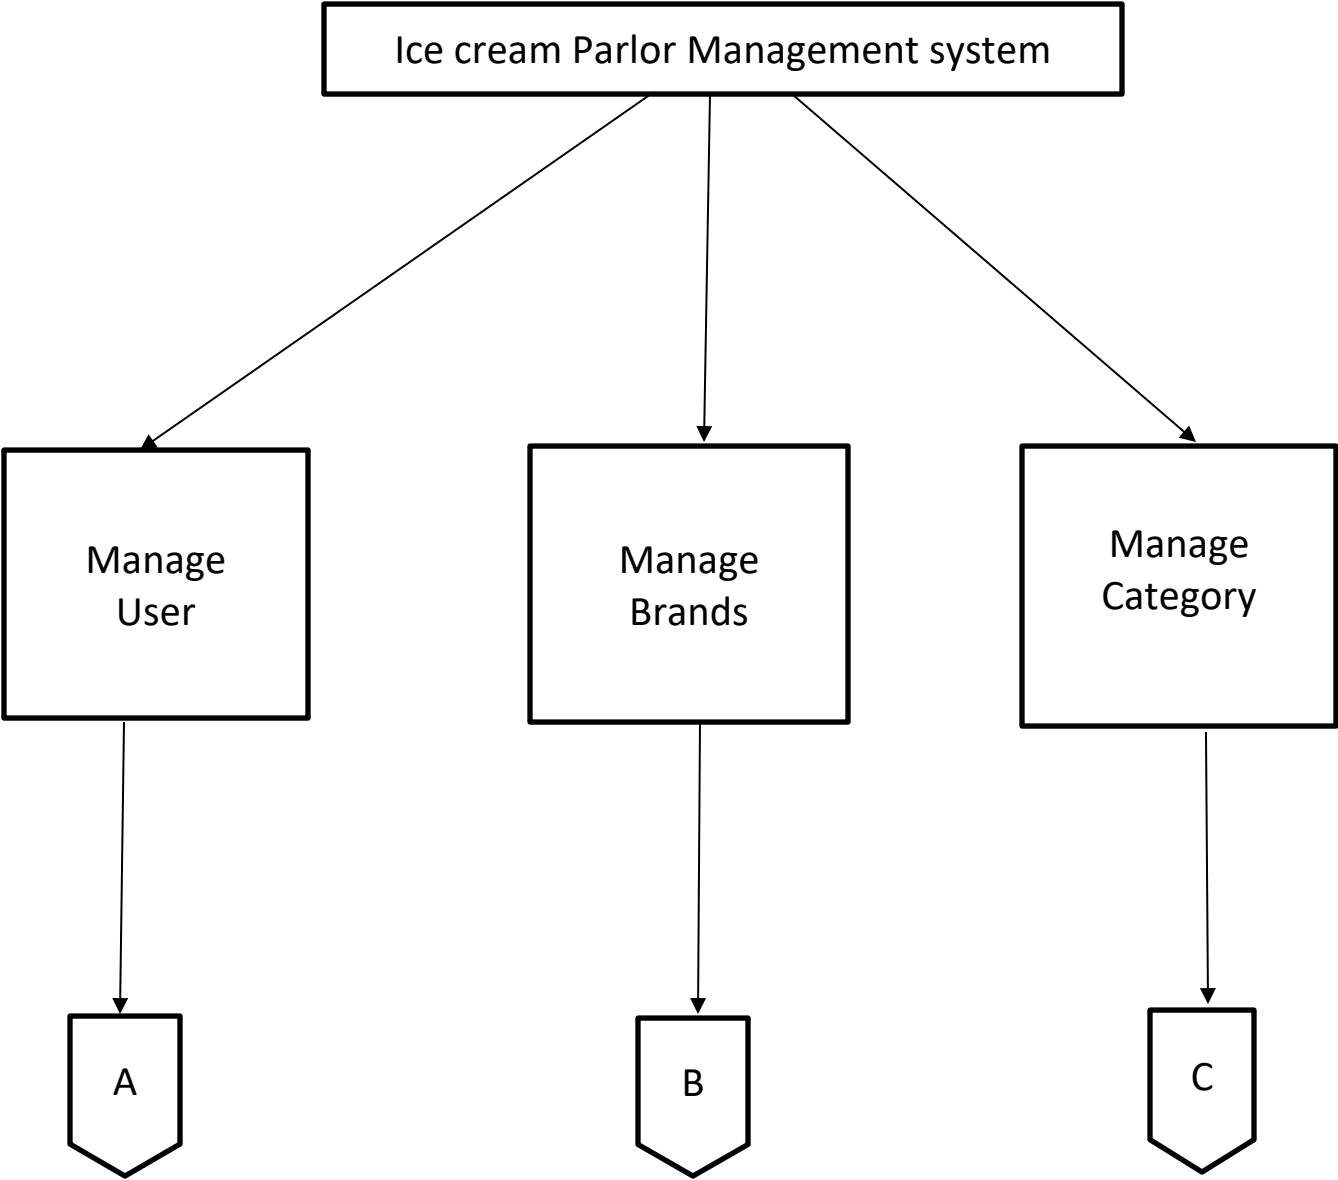 Ice cream Parlor Management system
Manage
User
Manage
Brands
Manage
Category
A
B
C